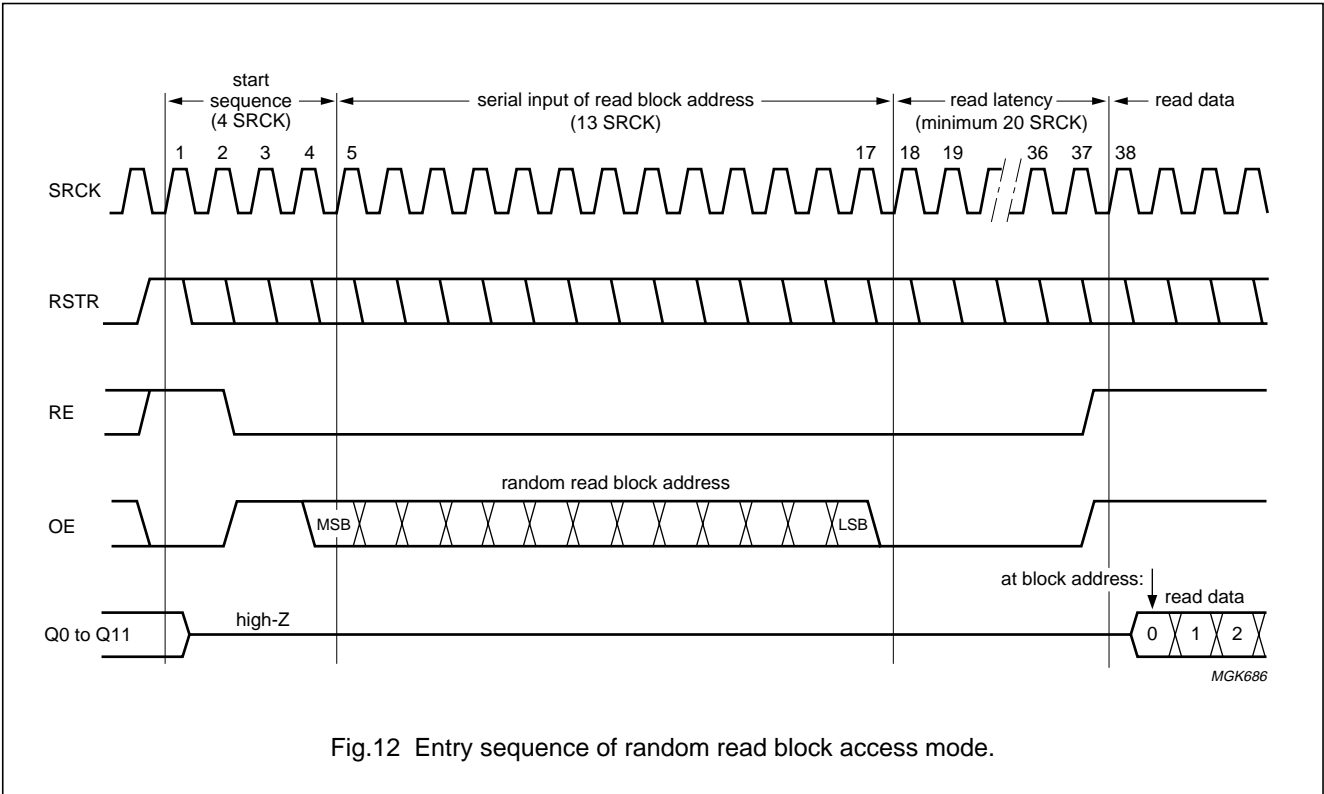 start
sequence
(4 SRCK)
serial input of read block address
(13 SRCK)
read latency
(minimum 20 SRCK)
read data
1 2 3 4 5 17 18 19 36 37 38
SRCK
RSTR
RE
random read block address
OE
MSB
LSB
at block address:
read data
high-Z
Q0 to Q11
0 1 2
MGK686
Fig.12 Entry sequence of random read block access mode.